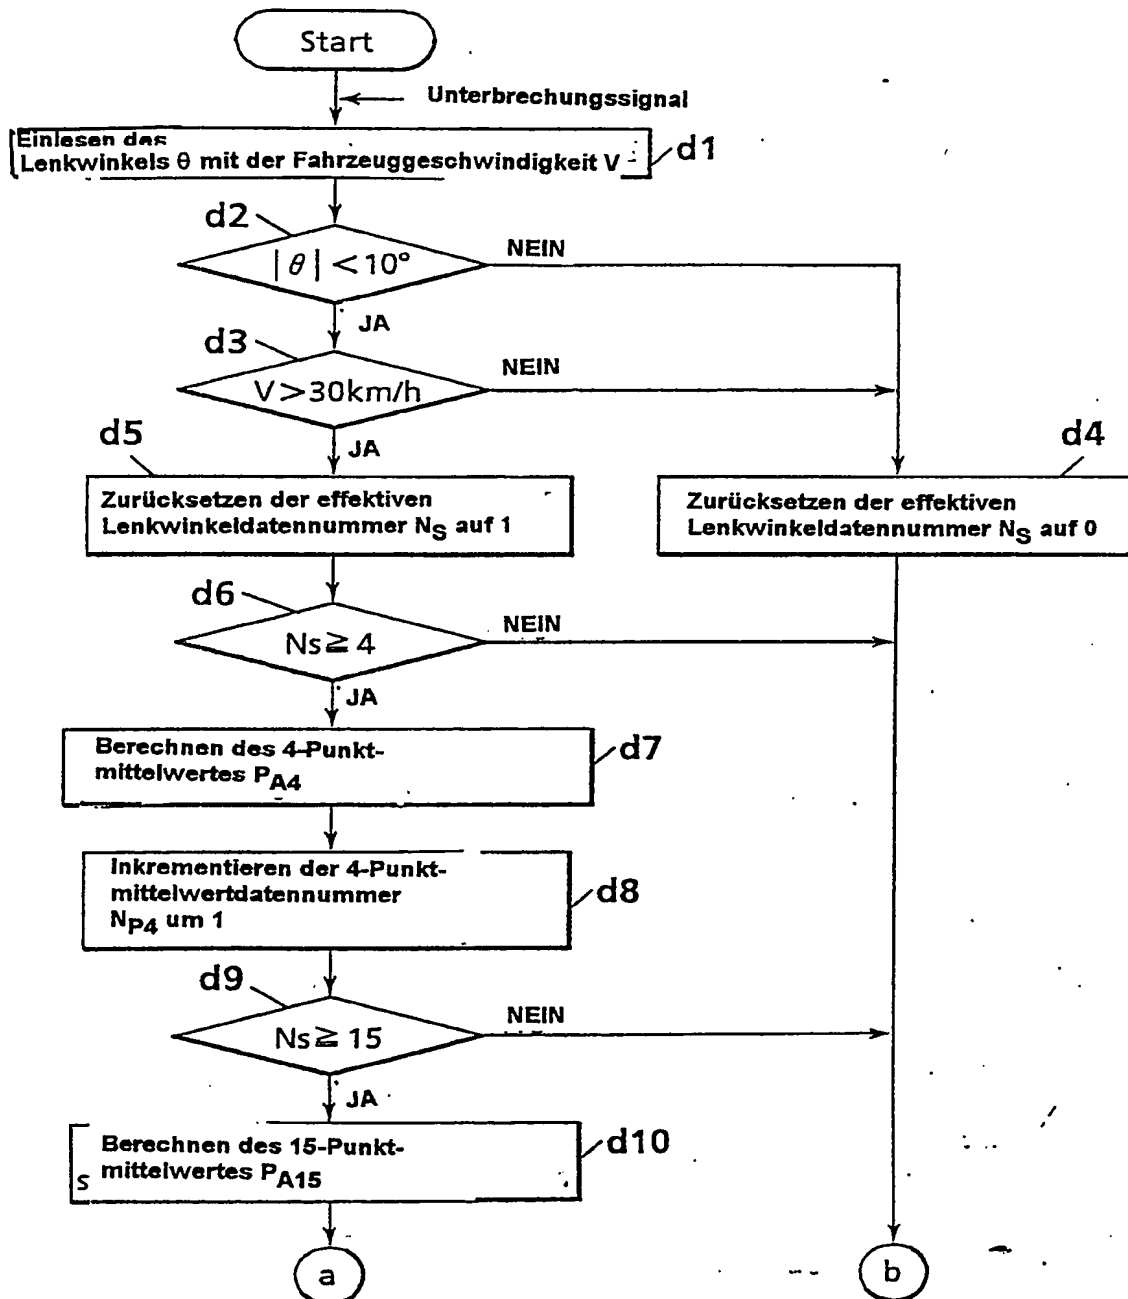 Start
Unterbrechungssignal
Einlesen des
Lenkwinkels θ mit der Fahrzeuggeschwindigkeit V
d1
d2
|θ| < 10°
NEIN
JA
d3
V > 30km/h
NEIN
JA
d5
Zurücksetzen der effektiven
Lenkwinkeldatennummer NS auf 1
d4
Zurücksetzen der effektiven
Lenkwinkeldatennummer NS auf 0
d6
Ns ≧ 4
NEIN
JA
Berechnen des 4-Punkt-
mittelwertes PA4
d7
Inkrementieren der 4-Punkt-
mittelwertdatennummer
NP4 um 1
d8
d9
Ns ≧ 15
NEIN
JA
Berechnen des 15-Punkt-
s mittelwertes PA15
d10
a
b